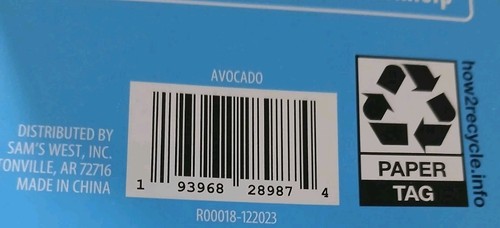 AVOCADO
DISTRIBUTED BY
SAM'S WEST, INC.
TONVILLE, AR 72716
MADE IN CHINA
1 93968 28987 4
R00018-122023
PAPER
TAG
how2recycle.info